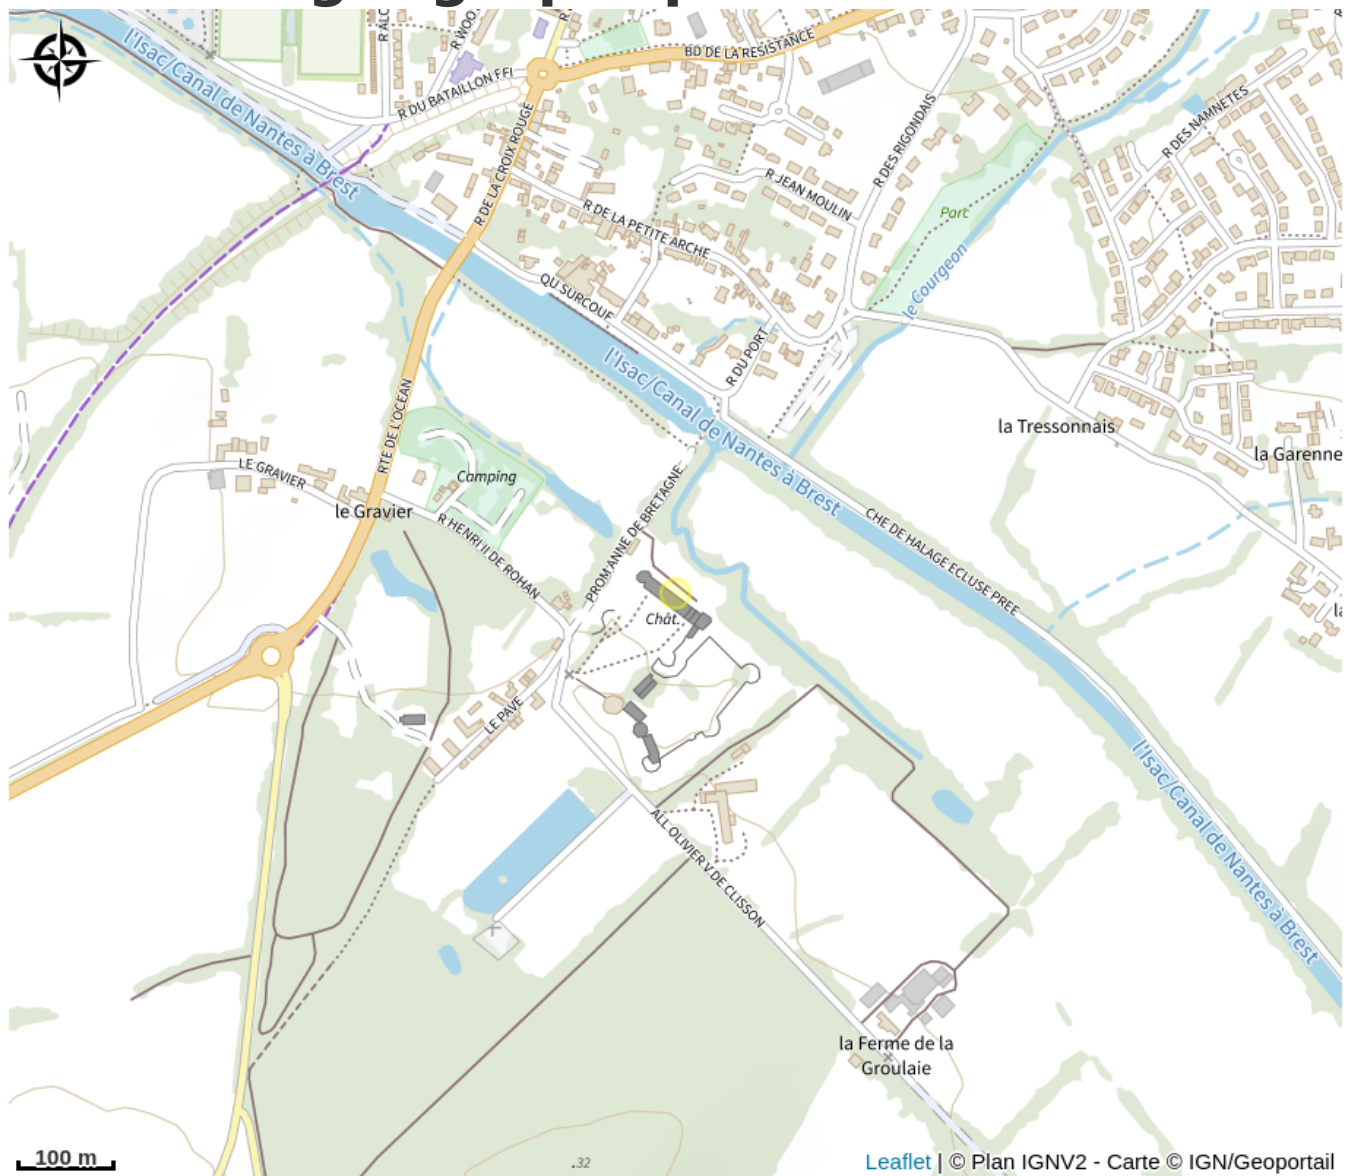 R DU BATAILLON FFI
BD DE LA RESISTANCE
l'Isac/Canal de Nantes à Brest
R DE LA CROIX ROUGE
R DES RIGONDAIS
R DES NAMNETES
R JEAN MOULIN
R DE LA PETITE ARCHE
Parc
le Courgeon
QU SURCOUF
R DU PORT
l'Isac/Canal de Nantes à Brest
RTE DE L'OCEAN
la Tressonnais
la Garenne
LE GRAVIER
Camping
le Gravier
R HENRI II DE ROHAN
PROM ANNE DE BRETAGNE
CHE DE HALAGE ECLUSE PREE
Chât.
LE PAVE
l'Isac/Canal de Nantes à Brest
ALL OLIVIER V DE CLISSON
la Ferme de la
Groulaie
.32
100 m
Leaflet | © Plan IGNV2 - Carte © IGN/Geoportail